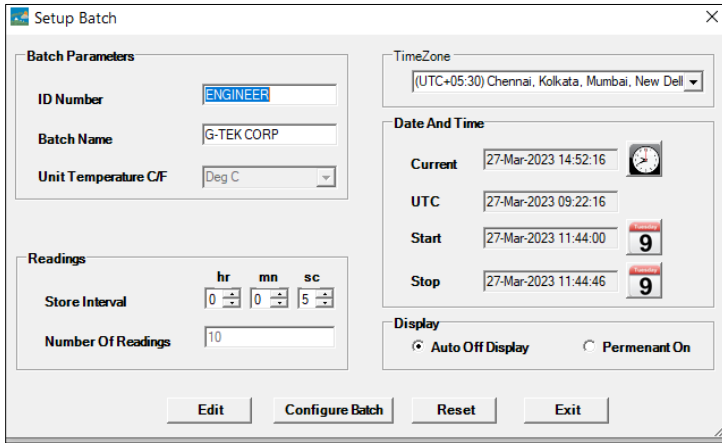 Setup Batch
Batch Parameters
ID Number
ENGINEER
Batch Name
G-TEK CORP
Unit Temperature C/F
Deg C
Readings
hr mn sc
Store Interval
0 0 5
Number Of Readings
10
TimeZone
(UTC+05:30) Chennai, Kolkata, Mumbai, New Dell
Date And Time
Current
27-Mar-2023 14:52:16
UTC
27-Mar-2023 09:22:16
Start
27-Mar-2023 11:44:00
Tuesday
9
Stop
27-Mar-2023 11:44:46
Tuesday
9
Display
Auto Off Display
Permenant On
Edit
Configure Batch
Reset
Exit